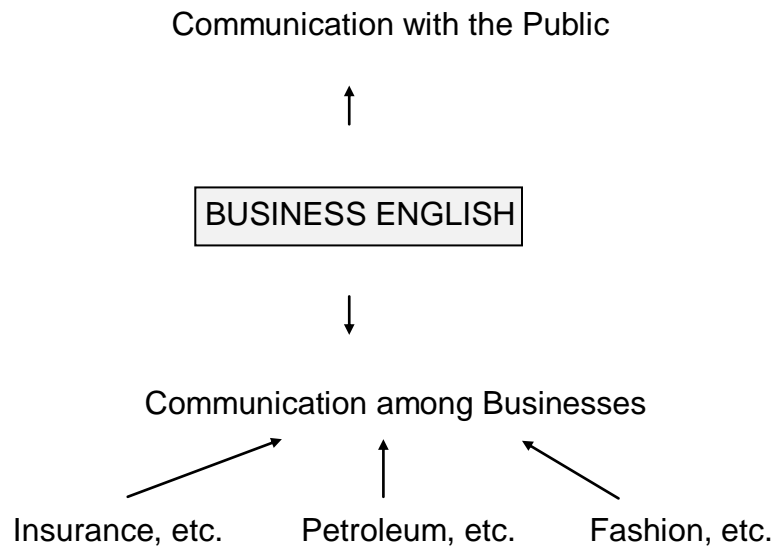 Communication with the Public
BUSINESS ENGLISH
Communication among Businesses
Insurance, etc. Petroleum, etc. Fashion, etc.